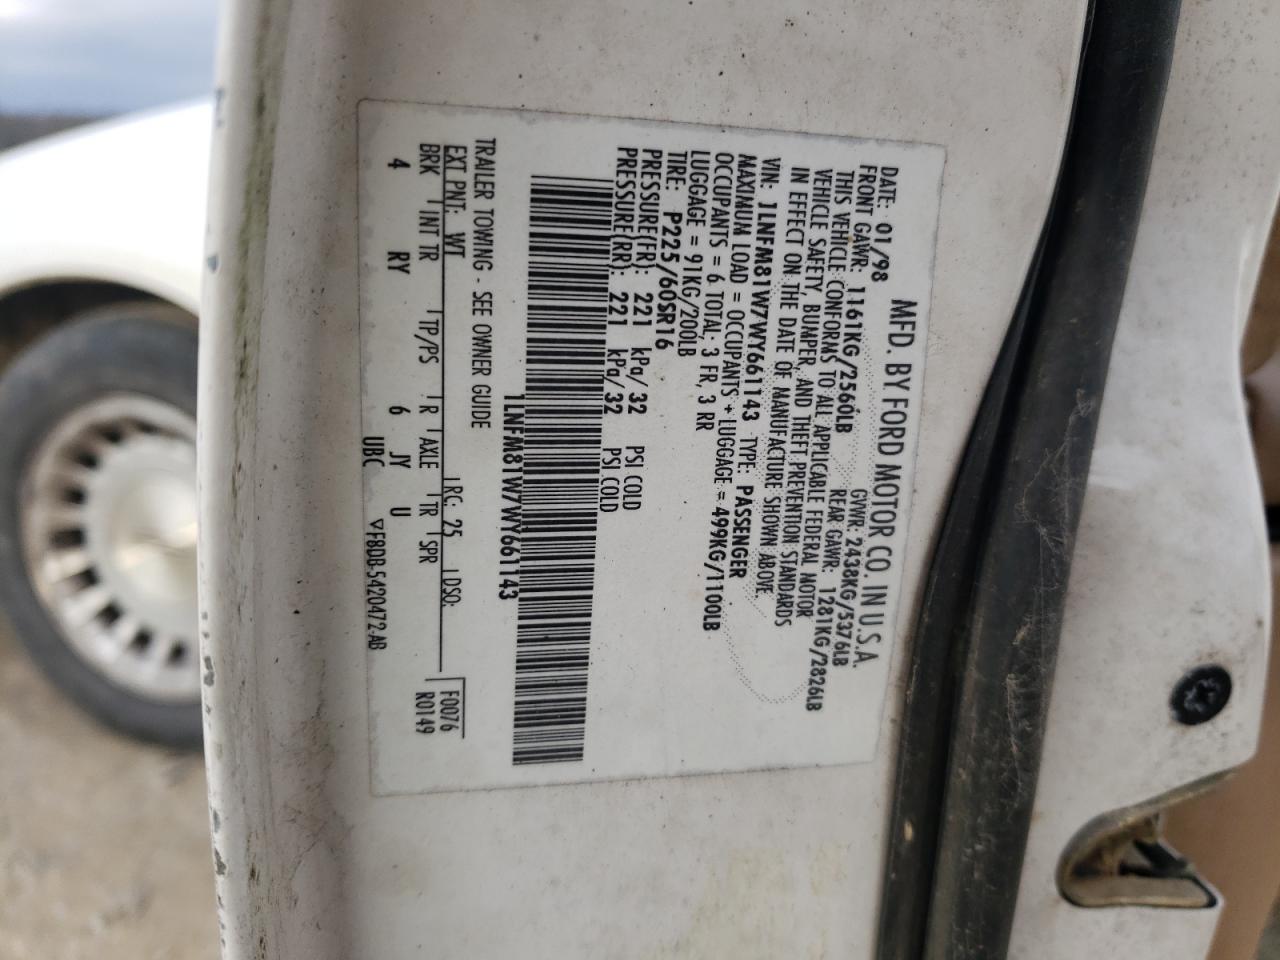 MFD. BY FORD MOTOR CO. IN U.S.A.
DATE: 01/98 GVWR: 2438KG/5376LB
FRONT GAWR: 1161KG/2560LB REAR GAWR: 1281KG/2826LB
THIS VEHICLE CONFORMS TO ALL APPLICABLE FEDERAL MOTOR
VEHICLE SAFETY, BUMPER, AND THEFT PREVENTION STANDARDS
IN EFFECT ON THE DATE OF MANUFACTURE SHOWN ABOVE.
VIN: 1LNFM81W7WY661143 TYPE: PASSENGER
MAXIMUM LOAD = OCCUPANTS + LUGGAGE = 499KG/1100LB
OCCUPANTS = 6 TOTAL; 3 FR, 3 RR
LUGGAGE = 91KG/200LB
TIRE: P225/60SR16
PRESSURE(FR): 221 kPa/32 PSI COLD
PRESSURE(RR): 221 kPa/32 PSI COLD
1LNFM81W7WY661143
TRAILER TOWING - SEE OWNER GUIDE
EXT PNT: WT RC: 25 DSO: F0076
BRK INT TR TP/PS R AXLE TR SPR R0149
4 RY 6 JY U
UBC ▽F8DB-5420472-AB